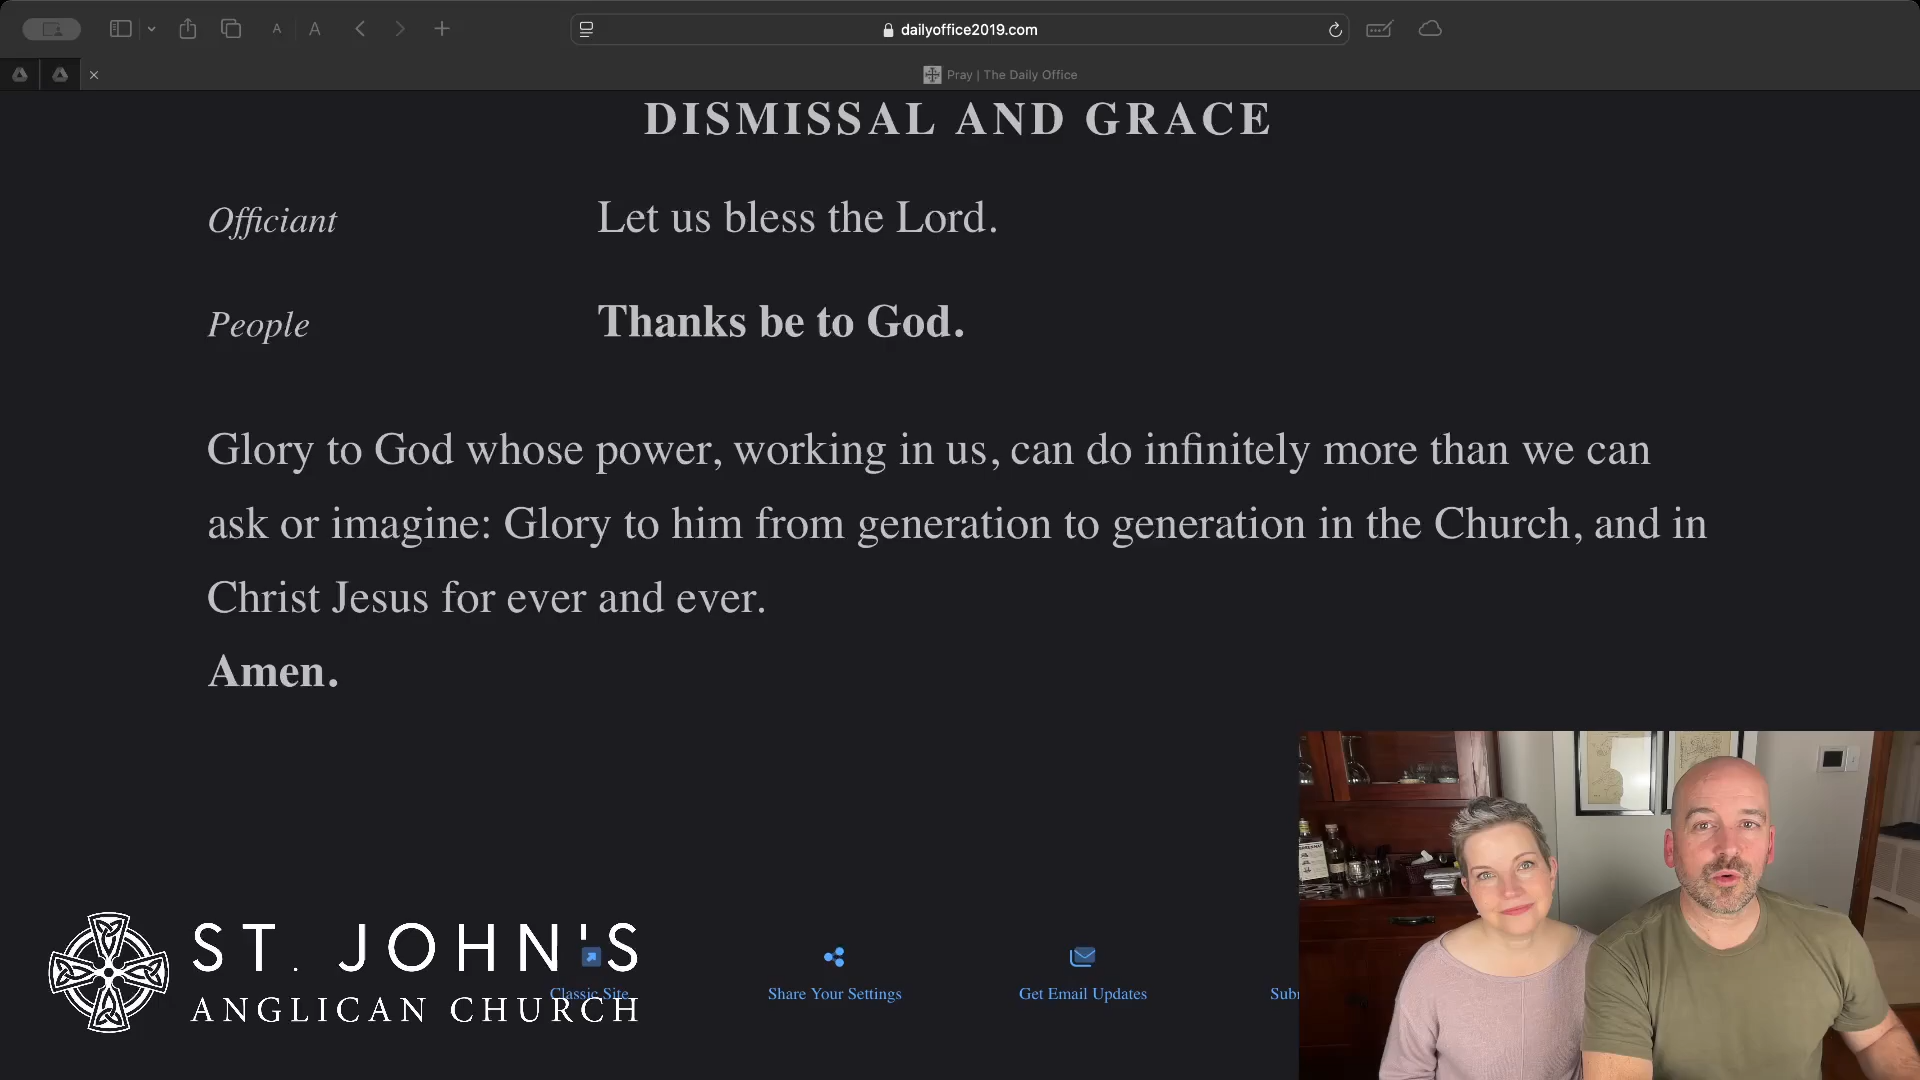 A A
dailyoffice2019.com
Pray | The Daily Office
DISMISSAL AND GRACE
Officiant Let us bless the Lord.
People Thanks be to God.
Glory to God whose power, working in us, can do infinitely more than we can
ask or imagine: Glory to him from generation to generation in the Church, and in
Christ Jesus for ever and ever.
Amen.
ST. JOHN'S
ANGLICAN CHURCH
Classic Site
Share Your Settings
Get Email Updates